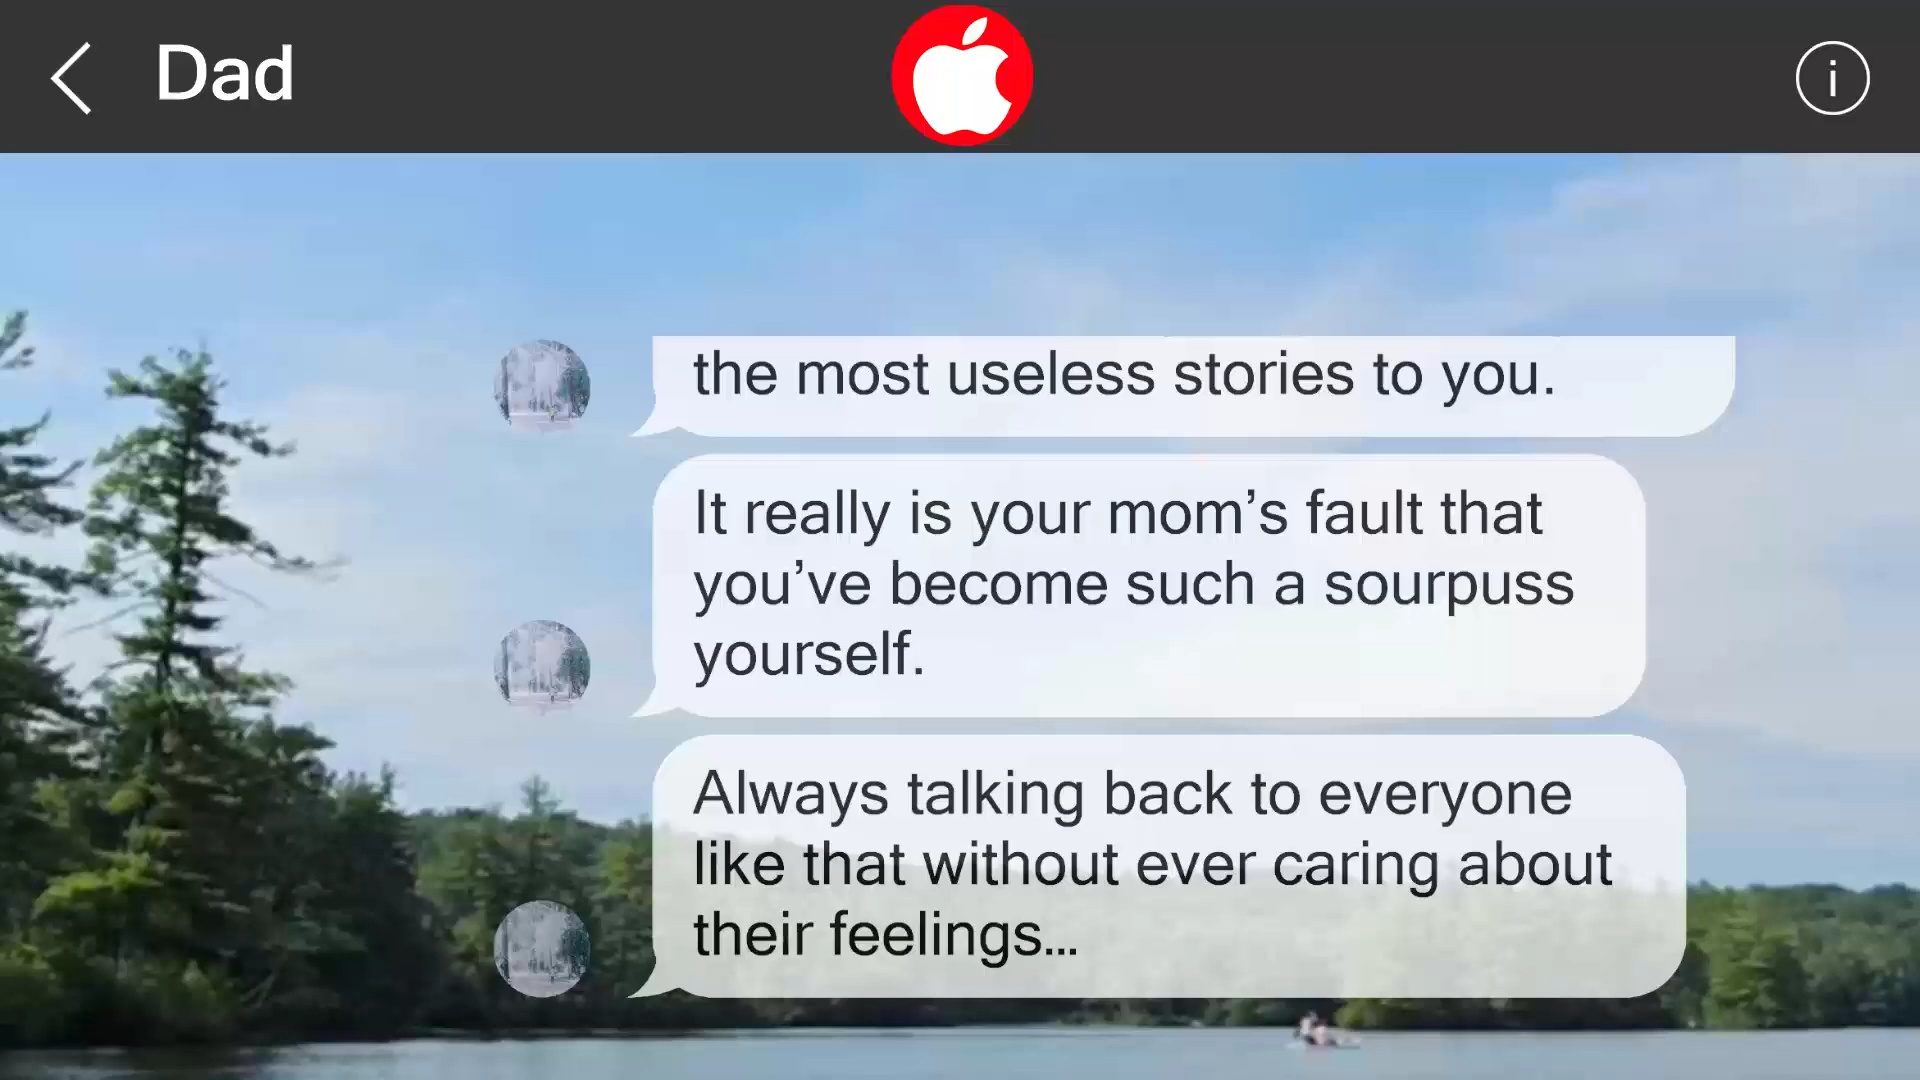 Dad
the most useless stories to you.
It really is your mom’s fault that
you’ve become such a sourpuss
yourself.
Always talking back to everyone
like that without ever caring about
their feelings...